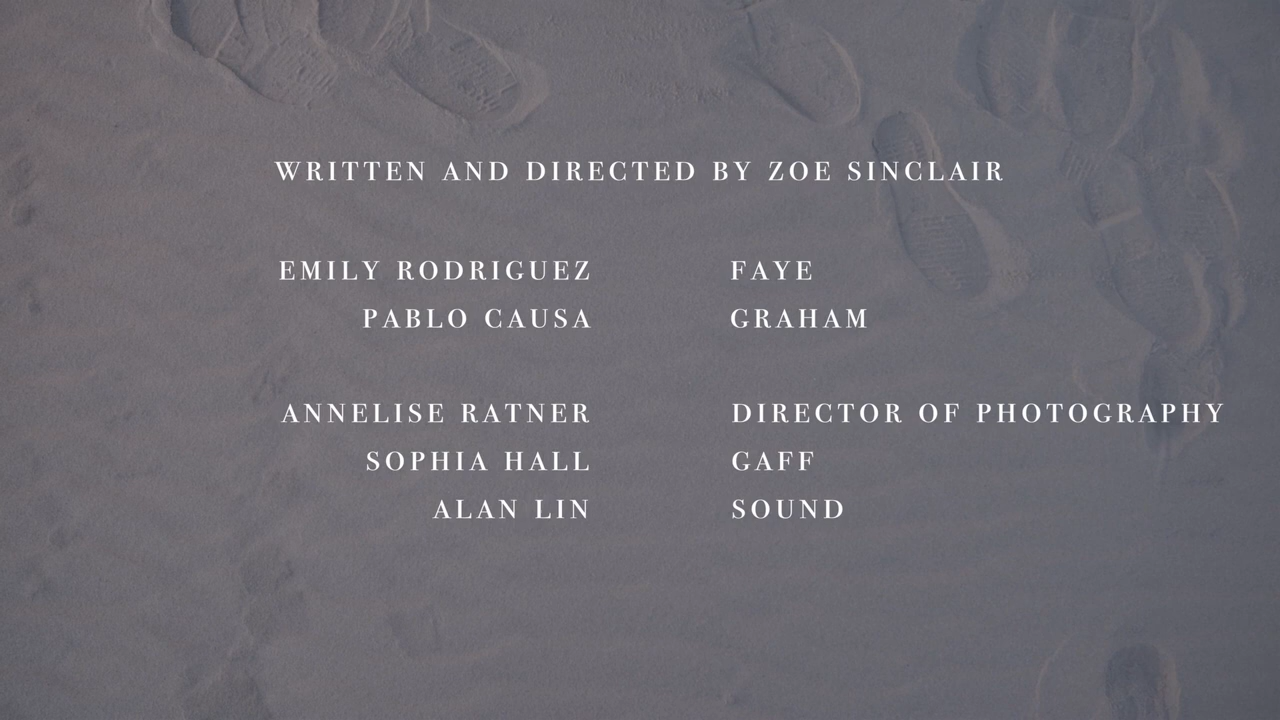 WRITTEN AND DIRECTED BY ZOE SINCLAIR
EMILY RODRIGUEZ FAYE
PABLO CAUSA GRAHAM
ANNELISE RATNER DIRECTOR OF PHOTOGRAPHY
SOPHIA HALL GAFF
ALAN LIN SOUND